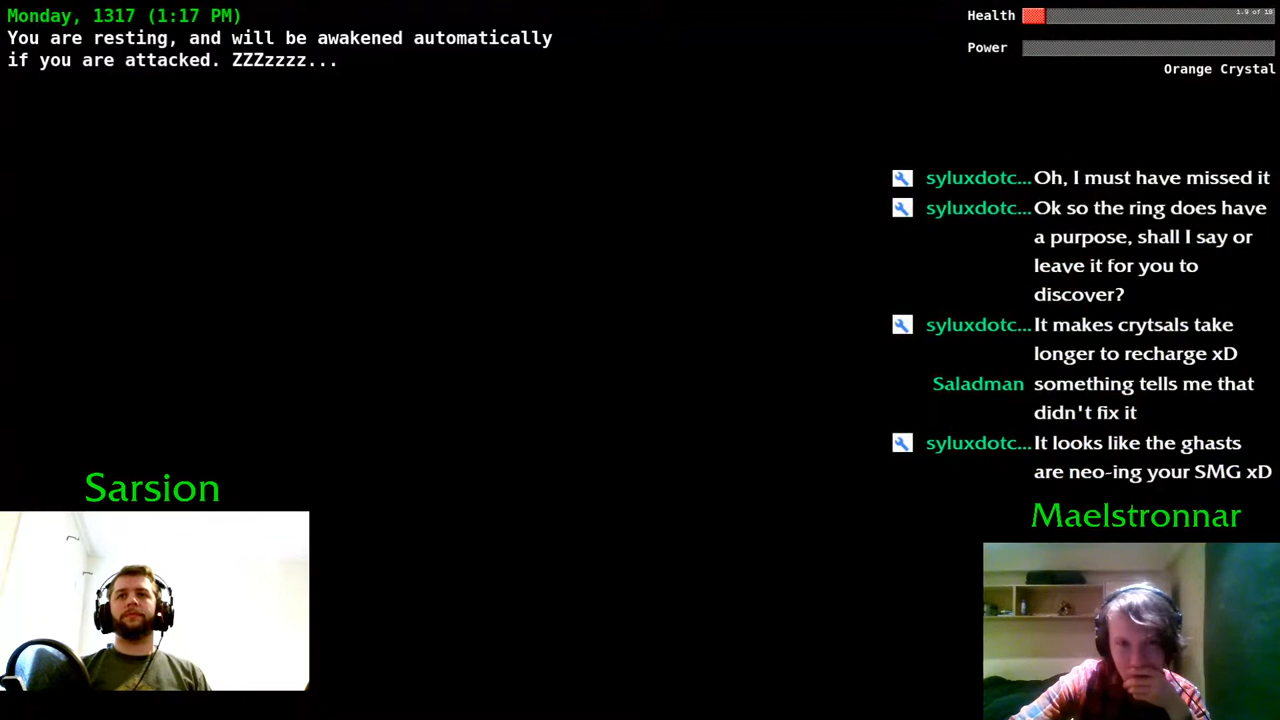 Monday, 1317 (1:17 PM)
You are resting, and will be awakened automatically
if you are attacked. ZZZzzzz...
Health
1.9 of 10
Power
Orange Crystal
syluxdotc... Oh, I must have missed it
syluxdotc... Ok so the ring does have
a purpose, shall I say or
leave it for you to
discover?
syluxdotc... It makes crytsals take
longer to recharge xD
Saladman something tells me that
didn't fix it
syluxdotc... It looks like the ghasts
are neo-ing your SMG xD
Sarsion
Maelstronnar